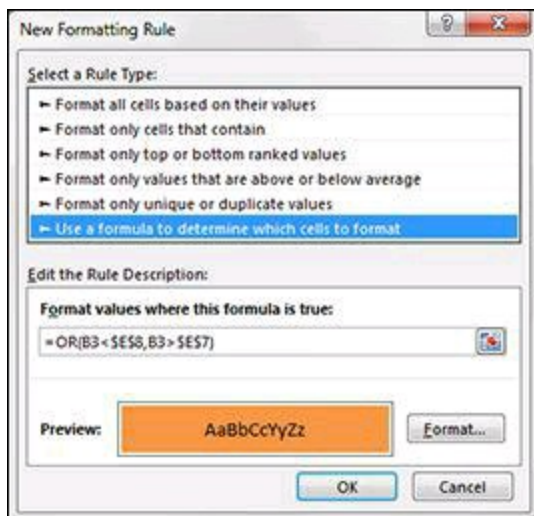 New Formatting Rule
Select a Rule Type:
► Format all cells based on their values
► Format only cells that contain
► Format only top or bottom ranked values
► Format only values that are above or below average
► Format only unique or duplicate values
► Use a formula to determine which cells to format
Edit the Rule Description:
Format values where this formula is true:
=OR(B3<$E$8,B3>$E$7)
Preview: AaBbCcYyZz Format...
OK Cancel